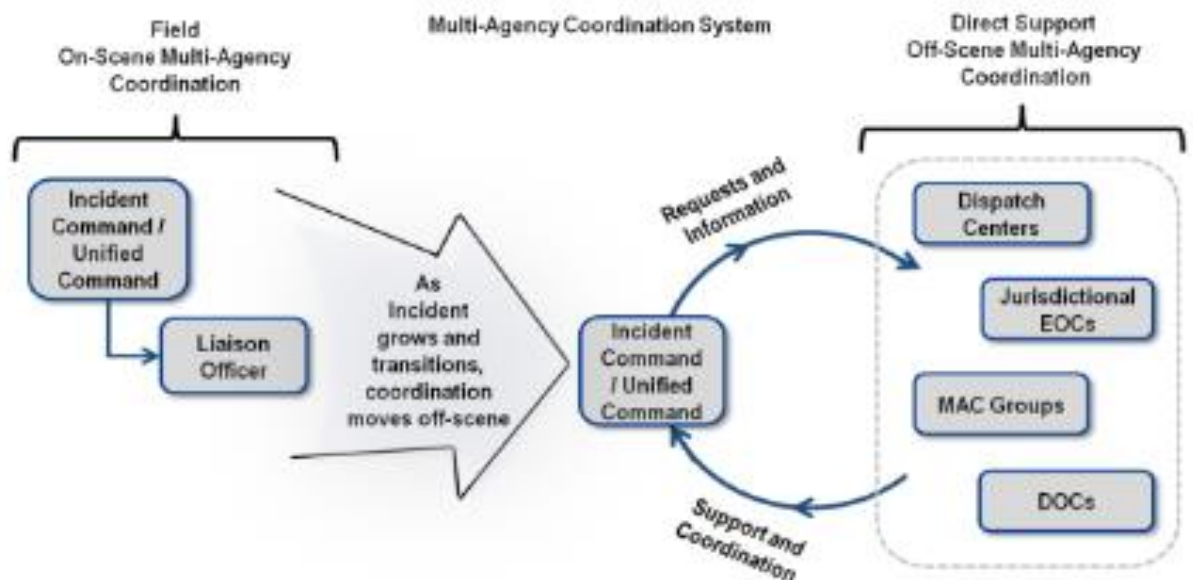 Multi-Agency Coordination System
Field
On-Scene Multi-Agency
Coordination
Direct Support
Off-Scene Multi-Agency
Coordination
Incident
Command /
Unified
Command
Liaison
Officer
As
Incident
grows and
transitions,
coordination
moves off-scene
Incident
Command
/ Unified
Command
Requests and
Information
Support and
Coordination
Dispatch
Centers
Jurisdictional
EOCs
MAC Groups
DOCs